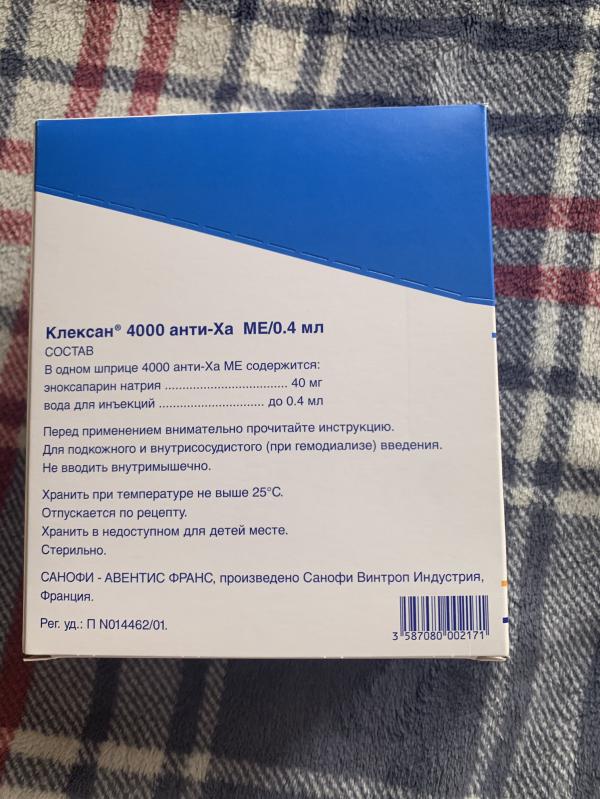 Клексан® 4000 анти-Ха МЕ/0.4 мл
СОСТАВ
В одном шприце 4000 анти-Ха МЕ содержится:
эноксапарин натрия .................................. 40 мг
вода для инъекций ............................. до 0.4 мл
Перед применением внимательно прочитайте инструкцию.
Для подкожного и внутрисосудистого (при гемодиализе) введения.
Не вводить внутримышечно.
Хранить при температуре не выше 25°C.
Отпускается по рецепту.
Хранить в недоступном для детей месте.
Стерильно.
САНОФИ - АВЕНТИС ФРАНС, произведено Санофи Винтроп Индустрия,
Франция.
Рег. уд.: П N014462/01.
3 587080 002171